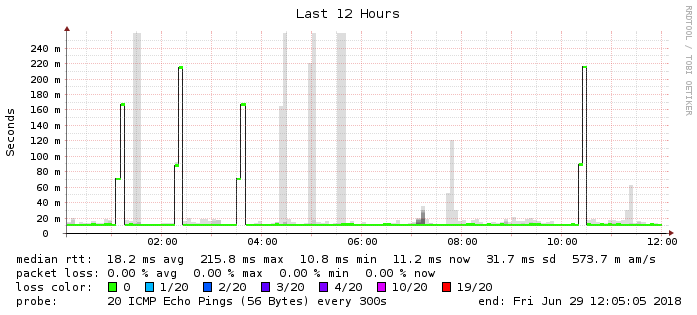 Last 12 Hours
RRDTOOL / TOBI OETIKER
Seconds
240 m
220 m
200 m
180 m
160 m
140 m
120 m
100 m
80 m
60 m
40 m
20 m
0
02:00 04:00 06:00 08:00 10:00 12:00
median rtt: 18.2 ms avg 215.8 ms max 10.8 ms min 11.2 ms now 31.7 ms sd 573.7 m am/s
packet loss: 0.00 % avg 0.00 % max 0.00 % min 0.00 % now
loss color: 0 1/20 2/20 3/20 4/20 10/20 19/20
probe: 20 ICMP Echo Pings (56 Bytes) every 300s end: Fri Jun 29 12:05:05 2018